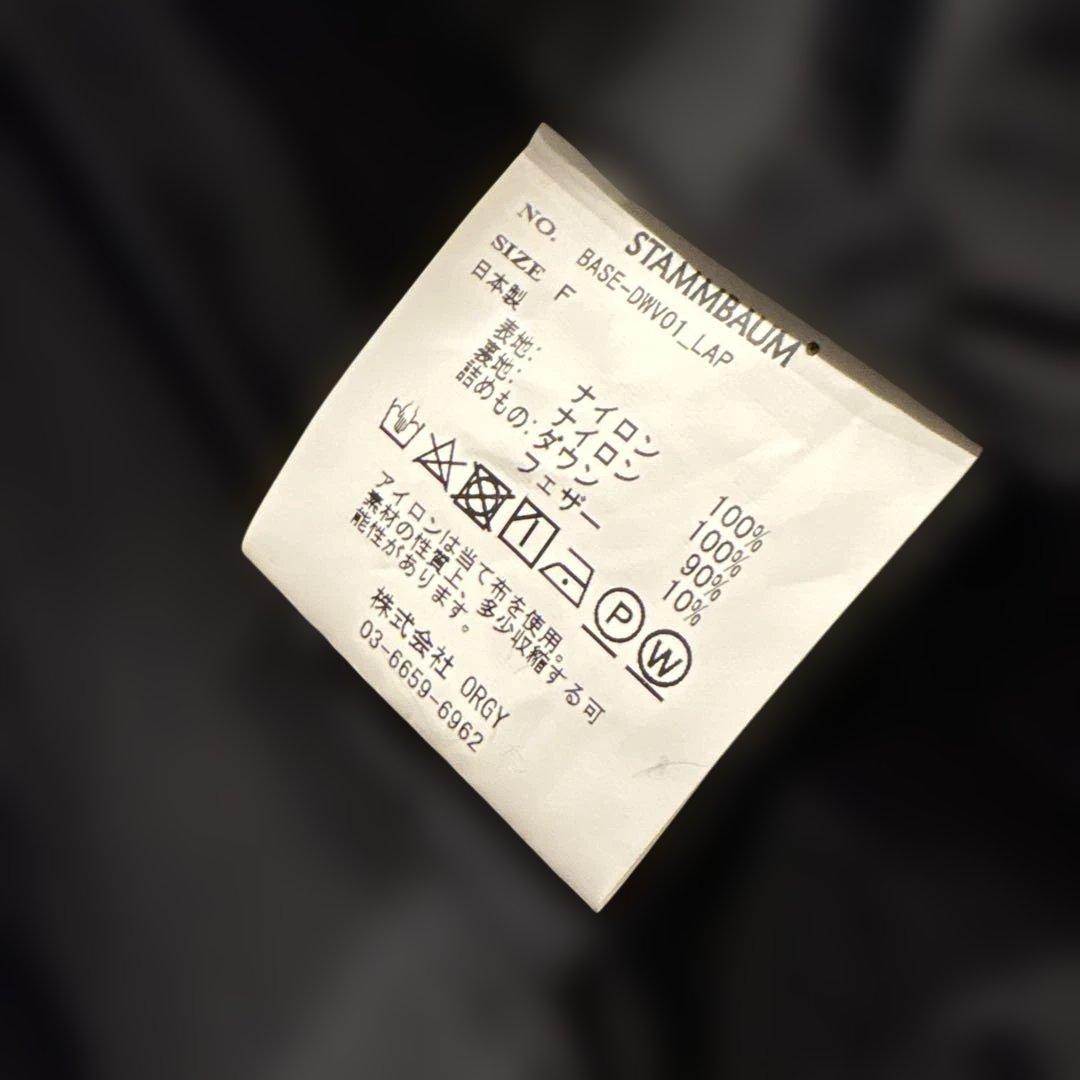 STAMMBAUM
NO. BASE-DWV01_LAP
SIZE F
日本製
表地: ナイロン 100%
裏地: ナイロン 100%
詰めもの: ダウン 90%
フェザー 10%
P W
アイロンは当て布を使用。
素材の性質上、多少収縮する可
能性があります。
株式会社 ORGY
03-6659-6962